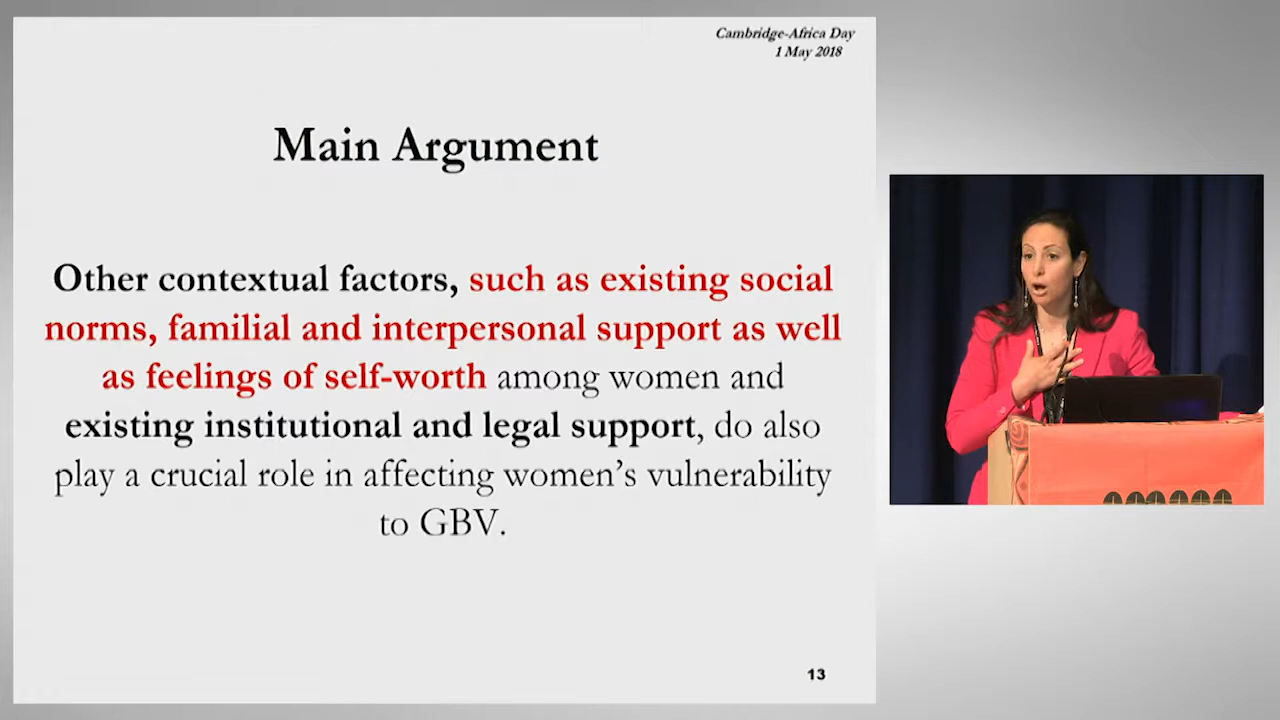 Cambridge-Africa Day
1 May 2018
Main Argument
Other contextual factors, such as existing social
norms, familial and interpersonal support as well
as feelings of self-worth among women and
existing institutional and legal support, do also
play a crucial role in affecting women’s vulnerability
to GBV.
13